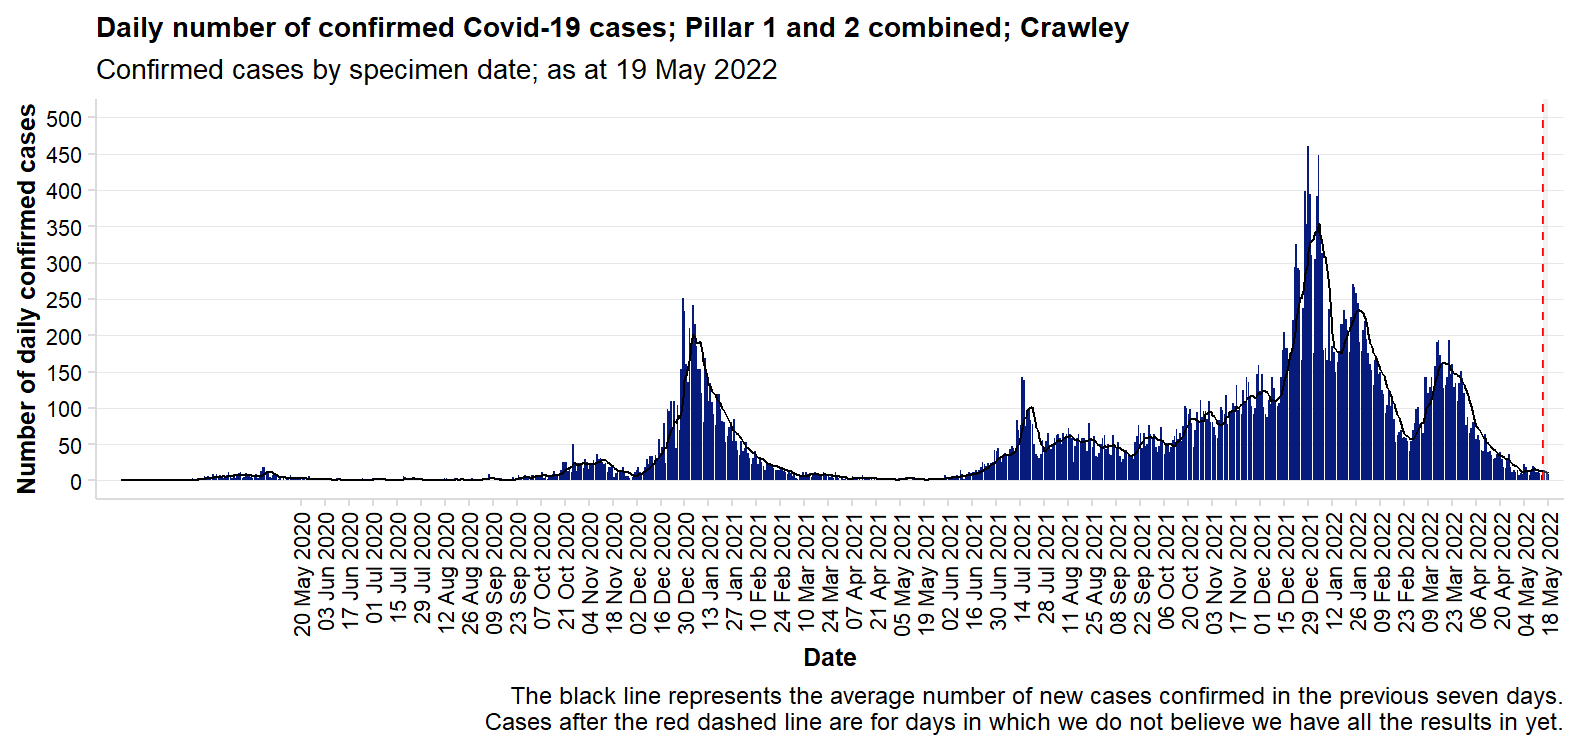 Daily number of confirmed Covid-19 cases; Pillar 1 and 2 combined; Crawley
Confirmed cases by specimen date; as at 19 May 2022
Number of daily confirmed cases
500
450
400
350
300
250
200
150
100
50
0
20 May 2020
03 Jun 2020
17 Jun 2020
01 Jul 2020
15 Jul 2020
29 Jul 2020
12 Aug 2020
26 Aug 2020
09 Sep 2020
23 Sep 2020
07 Oct 2020
21 Oct 2020
04 Nov 2020
18 Nov 2020
02 Dec 2020
16 Dec 2020
30 Dec 2020
13 Jan 2021
27 Jan 2021
10 Feb 2021
24 Feb 2021
10 Mar 2021
24 Mar 2021
07 Apr 2021
21 Apr 2021
05 May 2021
19 May 2021
02 Jun 2021
16 Jun 2021
30 Jun 2021
14 Jul 2021
28 Jul 2021
11 Aug 2021
25 Aug 2021
08 Sep 2021
22 Sep 2021
06 Oct 2021
20 Oct 2021
03 Nov 2021
17 Nov 2021
01 Dec 2021
15 Dec 2021
29 Dec 2021
12 Jan 2022
26 Jan 2022
09 Feb 2022
23 Feb 2022
09 Mar 2022
23 Mar 2022
06 Apr 2022
20 Apr 2022
04 May 2022
18 May 2022
Date
The black line represents the average number of new cases confirmed in the previous seven days.
Cases after the red dashed line are for days in which we do not believe we have all the results in yet.